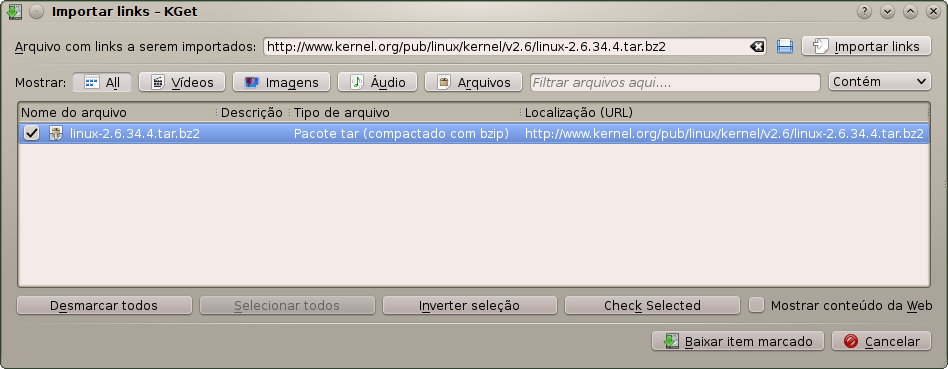 Importar links – KGet
Arquivo com links a serem importados: http://www.kernel.org/pub/linux/kernel/v2.6/linux-2.6.34.4.tar.bz2 Importar links
Mostrar: All Vídeos Imagens Áudio Arquivos Filtrar arquivos aqui.... Contém
Nome do arquivo Descrição Tipo de arquivo Localização (URL)
linux-2.6.34.4.tar.bz2 Pacote tar (compactado com bzip) http://www.kernel.org/pub/linux/kernel/v2.6/linux-2.6.34.4.tar.bz2
Desmarcar todos Selecionar todos Inverter seleção Check Selected Mostrar conteúdo da Web
Baixar item marcado Cancelar